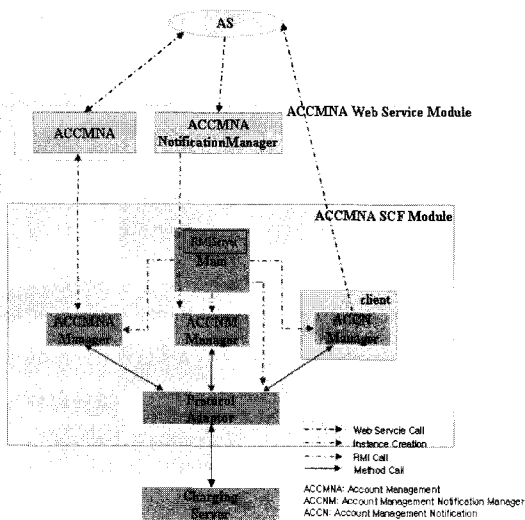 AS
ACCMNA Web Service Module
ACCMNA
ACCMNA
NotificationManager
ACCMNA SCF Module
RMIServer
Main
client
ACCMNA
Manager
ACCNM
Manager
ACCN
Manager
Protocol
Adaptor
Charging
Server
Web Servcie Call
Instance Creation
RMI Call
Method Call
ACCMNA: Account Management
ACCNM: Account Management Notification Manager
ACCN: Account Management Notification